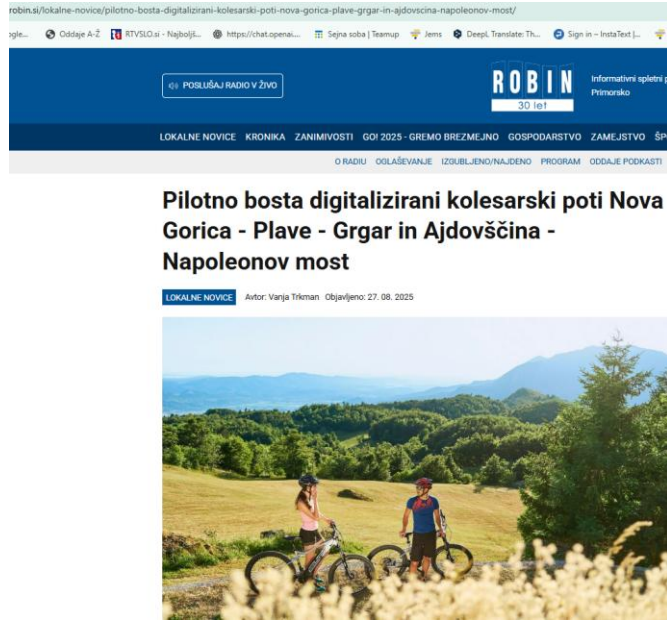 robin.si/lokalne-novice/pilotno-bosta-digitalizirani-kolesarski-poti-nova-gorica-plave-grgar-in-ajdovscina-napoleonov-most/
ogle... Oddaje A-Ž RTVSLO.si - Najboljš... https://chat.openai.... Sejna soba | Teamup Jems DeepL Translate: Th... Sign in – InstaText |...
POSLUŠAJ RADIO V ŽIVO
ROBIN
30 let
Informativni spletni p
Primorsko
LOKALNE NOVICE KRONIKA ZANIMIVOSTI GO! 2025 - GREMO BREZMEJNO GOSPODARSTVO ZAMEJSTVO ŠPO
O RADIU OGLAŠEVANJE IZGUBLJENO/NAJDENO PROGRAM ODDAJE PODKASTI
Pilotno bosta digitalizirani kolesarski poti Nova
Gorica - Plave - Grgar in Ajdovščina -
Napoleonov most
LOKALNE NOVICE Avtor: Vanja Trkman Objavljeno: 27. 08. 2025